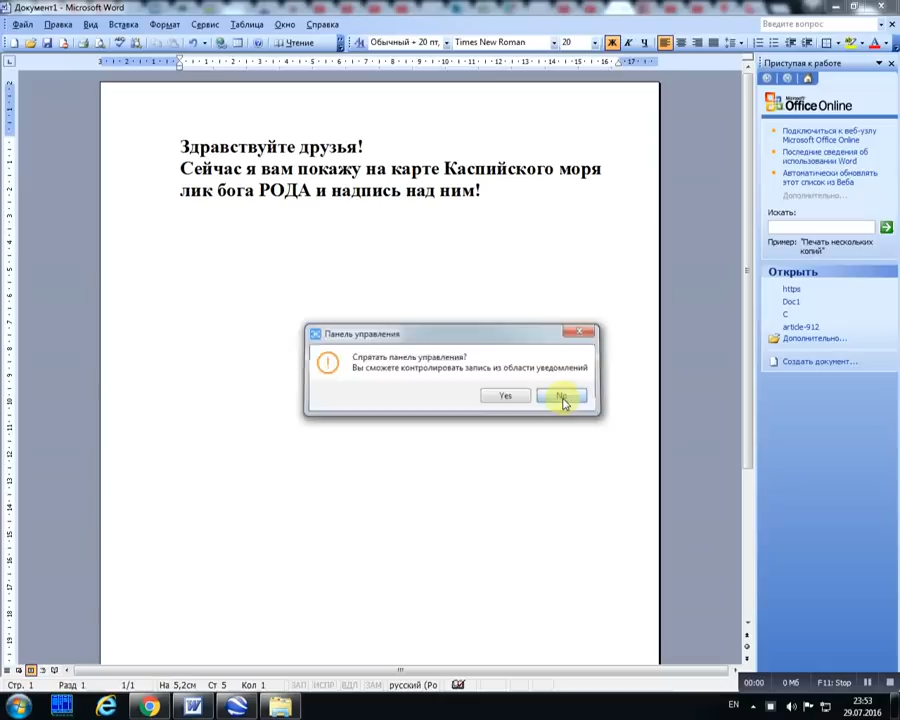 Документ1 - Microsoft Word
Файл Правка Вид Вставка Формат Сервис Таблица Окно Справка
Введите вопрос
Чтение
Обычный + 20 пт,
Times New Roman
20
Ж К Ч
Приступая к работе
Microsoft
Office Online
Подключиться к веб-узлу
Microsoft Office Online
Последние сведения об
использовании Word
Автоматически обновлять
этот список из Веба
Дополнительно...
Искать:
Пример: "Печать нескольких
копий"
Открыть
https
Doc1
C
article-912
Дополнительно...
Создать документ...
Здравствуйте друзья!
Сейчас я вам покажу на карте Каспийского моря
лик бога РОДА и надпись над ним!
Панель управления
Спрятать панель управления?
Вы сможете контролировать запись из области уведомлений
Yes
No
Стр. 1 Разд 1 1/1 На 5,2см Ст 5 Кол 1 ЗАП ИСПР ВДЛ ЗАМ русский (Ро
00:00 0 Мб F11: Stop
EN
23:53
29.07.2016